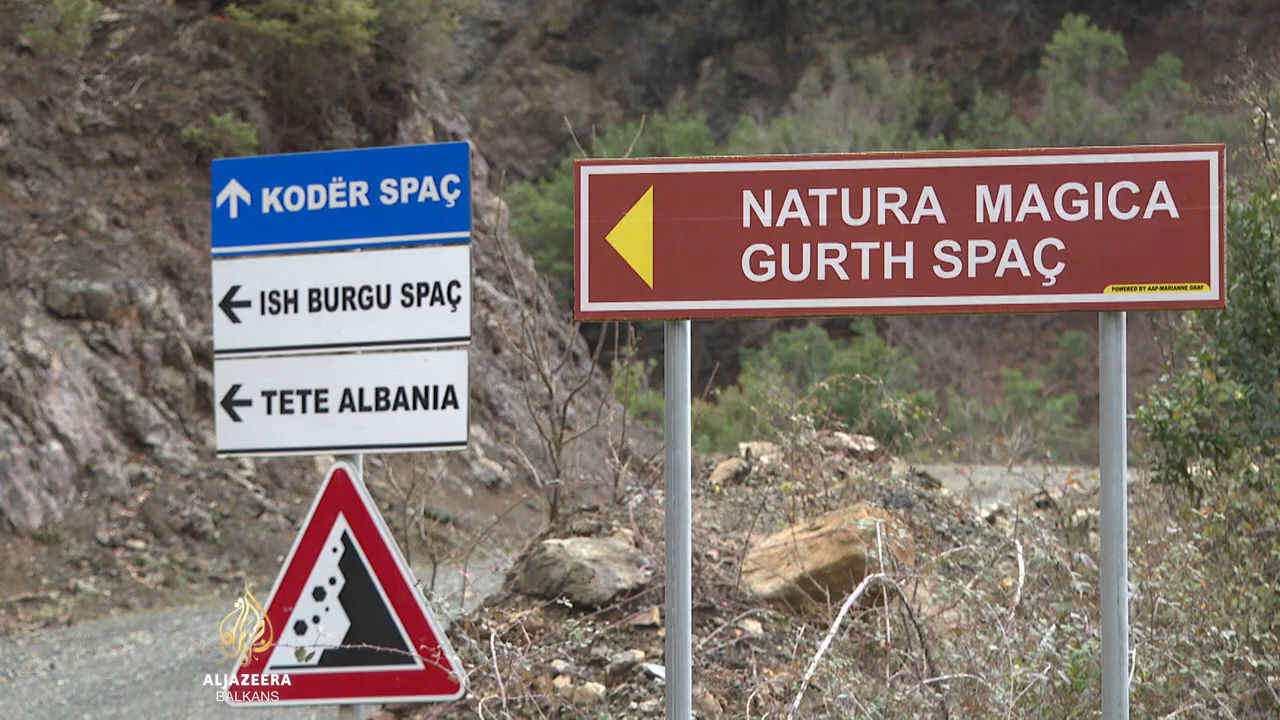 KODËR SPAÇ
ISH BURGU SPAÇ
TETE ALBANIA
NATURA MAGICA
GURTH SPAÇ
POWERED BY AAP-MARIANNE GRAF
ALJAZEERA
BALKANS